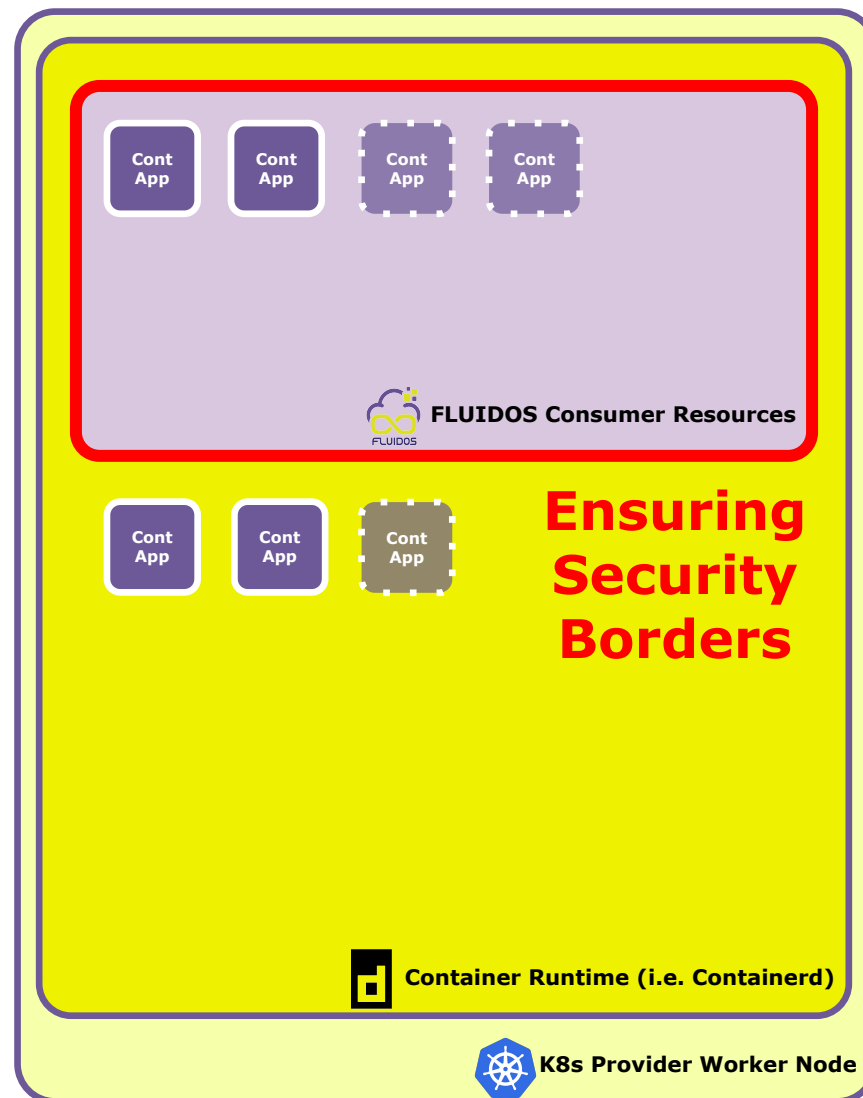 Cont
App
Cont
App
Cont
App
Cont
App
FLUIDOS
FLUIDOS Consumer Resources
Cont
App
Cont
App
Cont
App
Ensuring
Security
Borders
Container Runtime (i.e. Containerd)
K8s Provider Worker Node